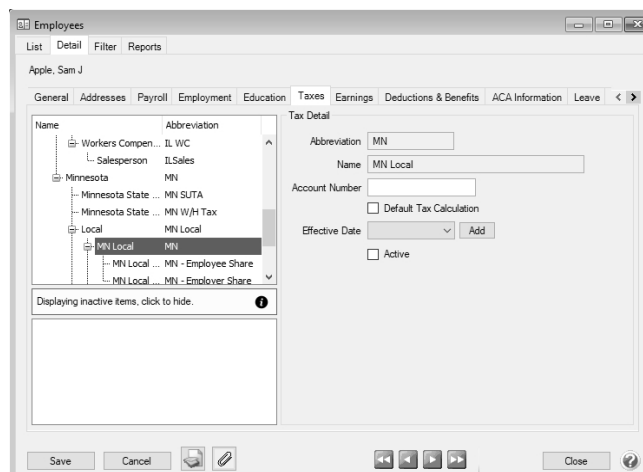 Employees
List Detail Filter Reports
Apple, Sam J
General Addresses Payroll Employment Education Taxes Earnings Deductions & Benefits ACA Information Leave
Name Abbreviation
Workers Compen... IL WC
Salesperson ILSales
Minnesota MN
Minnesota State ... MN SUTA
Minnesota State ... MN W/H Tax
Local MN Local
MN Local MN
MN Local ... MN - Employee Share
MN Local ... MN - Employer Share
Displaying inactive items, click to hide.
Tax Detail
Abbreviation MN
Name MN Local
Account Number
Default Tax Calculation
Effective Date Add
Active
Save Cancel Close